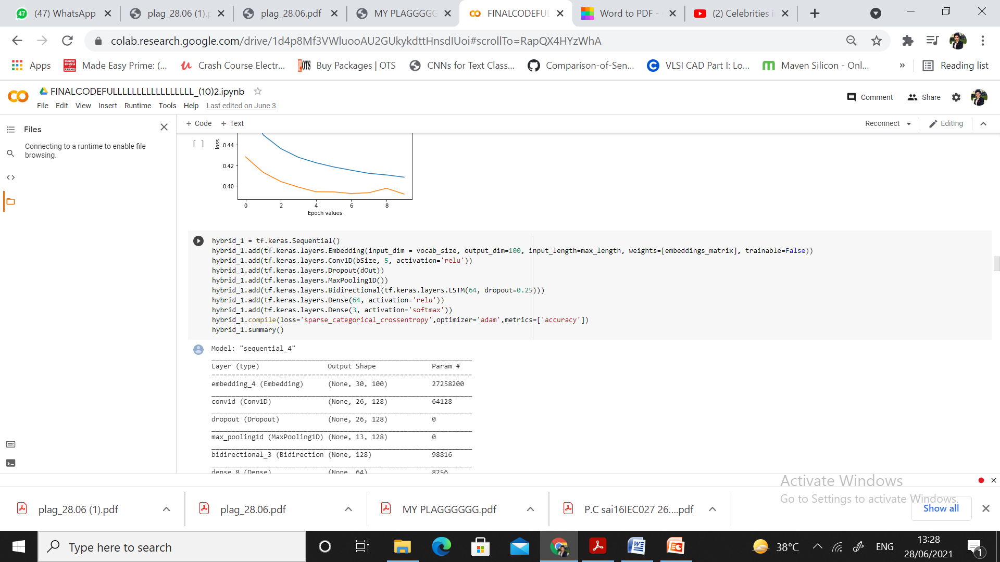 47 (47) WhatsApp plag_28.06 (1).p plag_28.06.pdf MY PLAGGGGG FINALCODEFUL Word to PDF - (2) Celebrities i
colab.research.google.com/drive/1d4p8Mf3VWluooAU2GUkykdttHnsdIUoi#scrollTo=RapQX4HYzWhA
Apps MADE EASY PRIME Made Easy Prime: (... Crash Course Electr... OTS Buy Packages | OTS CNNs for Text Class... Comparison-of-Sen... VLSI CAD Part I: Lo... Maven Silicon - Onl... » Reading list
FINALCODEFULLLLLLLLLLLLLLLLL_(10)2.ipynb
Comment Share
File Edit View Insert Runtime Tools Help Last edited on June 3
Files
+ Code + Text
Reconnect Editing
Connecting to a runtime to enable file
browsing.
[ ]
loss
0.44
0.42
0.40
0 2 4 6 8
Epoch values
hybrid_1 = tf.keras.Sequential()
hybrid_1.add(tf.keras.layers.Embedding(input_dim = vocab_size, output_dim=100, input_length=max_length, weights=[embeddings_matrix], trainable=False))
hybrid_1.add(tf.keras.layers.Conv1D(bSize, 5, activation='relu'))
hybrid_1.add(tf.keras.layers.Dropout(dOut))
hybrid_1.add(tf.keras.layers.MaxPooling1D())
hybrid_1.add(tf.keras.layers.Bidirectional(tf.keras.layers.LSTM(64, dropout=0.25)))
hybrid_1.add(tf.keras.layers.Dense(64, activation='relu'))
hybrid_1.add(tf.keras.layers.Dense(3, activation='softmax'))
hybrid_1.compile(loss='sparse_categorical_crossentropy',optimizer='adam',metrics=['accuracy'])
hybrid_1.summary()
Model: "sequential_4"
Layer (type) Output Shape Param #
embedding_4 (Embedding) (None, 30, 100) 27258200
conv1d (Conv1D) (None, 26, 128) 64128
dropout (Dropout) (None, 26, 128) 0
max_pooling1d (MaxPooling1D) (None, 13, 128) 0
bidirectional_3 (Bidirection (None, 128) 98816
dense_8 (Dense) (None, 64) 8256
Activate Windows
Go to Settings to activate Windows.
plag_28.06 (1).pdf plag_28.06.pdf MY PLAGGGGGG.pdf P.C sai16IEC027 26....pdf Show all
Type here to search
38°C ENG 13:28
28/06/2021
1